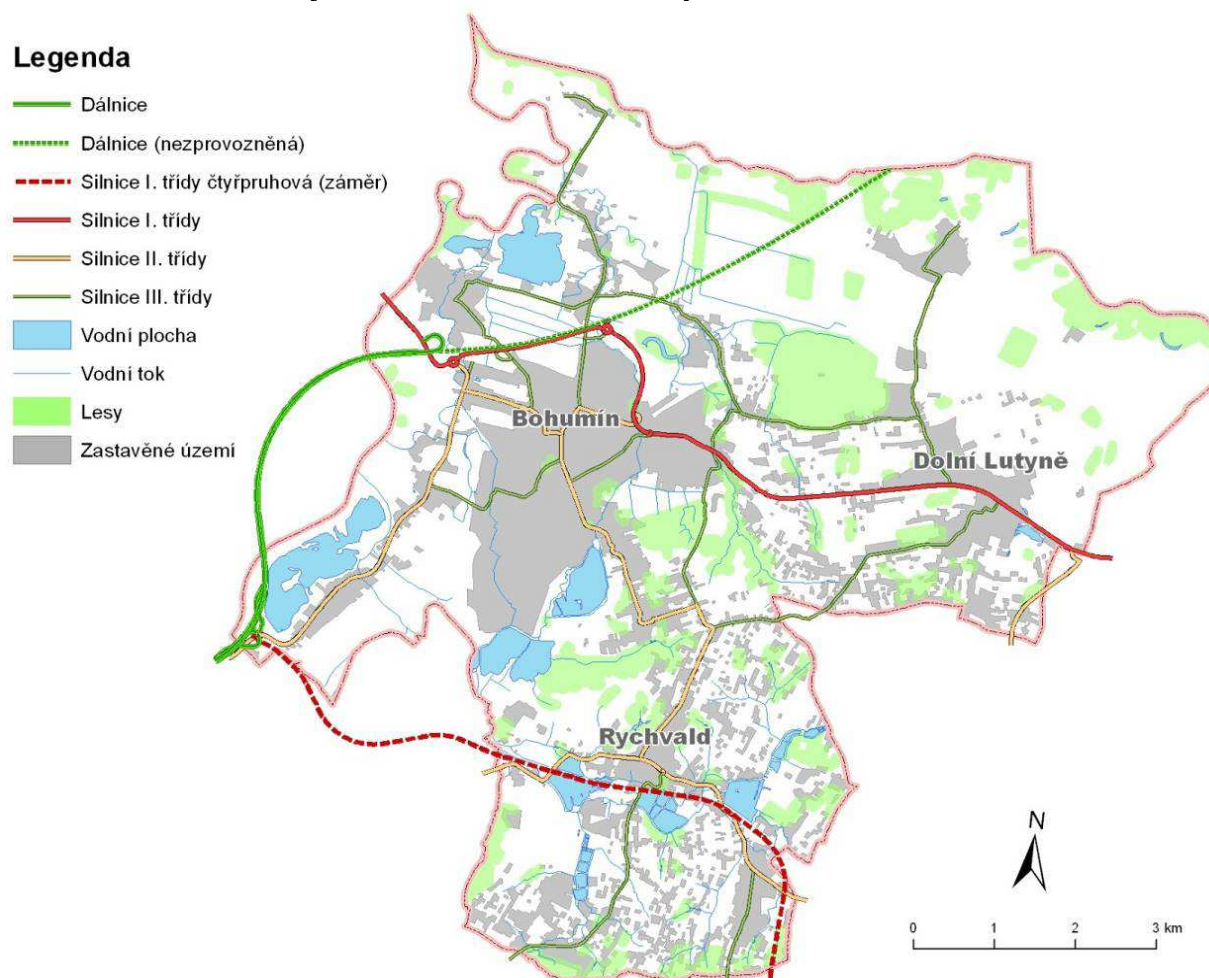 Legenda
Dálnice
Dálnice (nezprovozněná)
Silnice I. třídy čtyřpruhová (záměr)
Silnice I. třídy
Silnice II. třídy
Silnice III. třídy
Vodní plocha
Vodní tok
Lesy
Zastavěné území
Bohumín
Dolní Lutyně
Rychvald
N
0 1 2 3 km